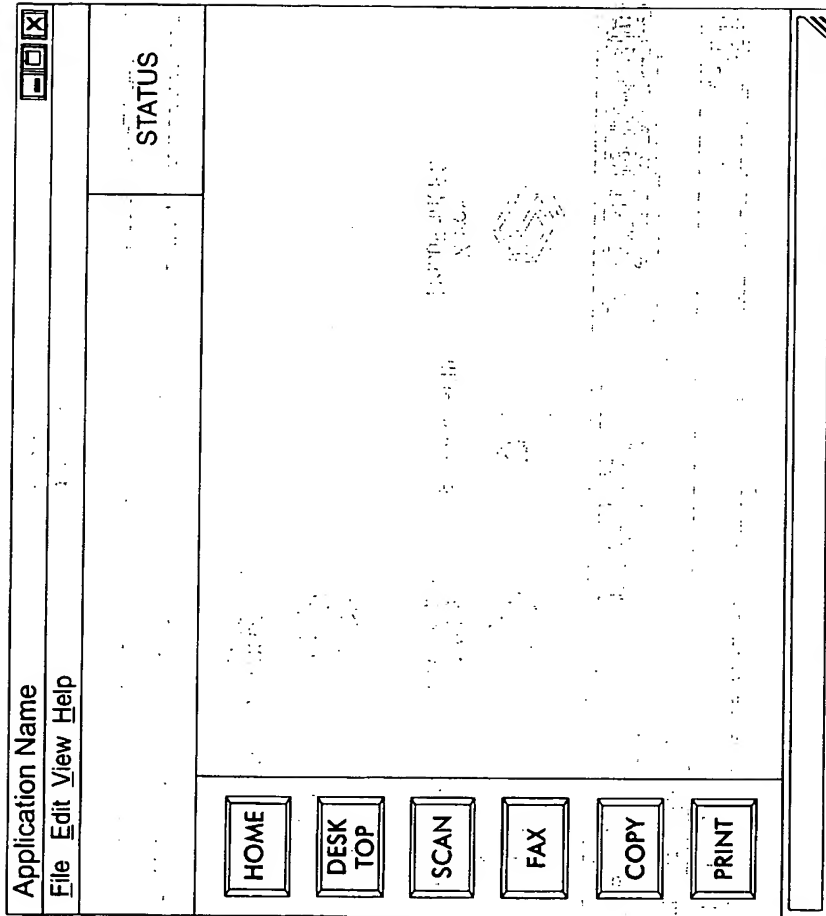 Application Name
File Edit View Help
STATUS
HOME
DESK
TOP
SCAN
FAX
COPY
PRINT